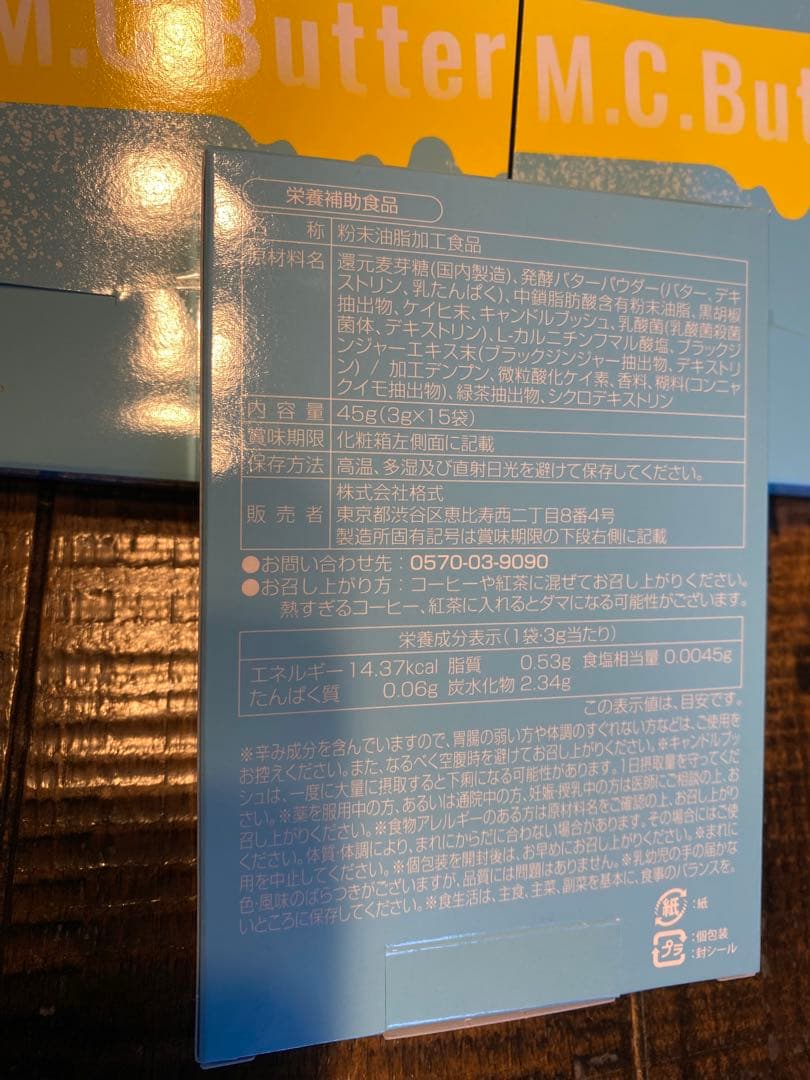 M.C.Butter
M.C.But
栄養補助食品
名 称 粉末油脂加工食品
原材料名 還元麦芽糖(国内製造)、発酵バターパウダー(バター、デキ
ストリン、乳たんぱく)、中鎖脂肪酸含有粉末油脂、黒胡椒
抽出物、ケイヒ末、キャンドルブッシュ、乳酸菌(乳酸菌殺菌
菌体、デキストリン)、L-カルニチンフマル酸塩、ブラックジ
ンジャーエキス末(ブラックジンジャー抽出物、デキストリ
ン) / 加工デンプン、微粒酸化ケイ素、香料、糊料(コンニャ
クイモ抽出物)、緑茶抽出物、シクロデキストリン
内容量 45g(3g×15袋)
賞味期限 化粧箱左側面に記載
保存方法 高温、多湿及び直射日光を避けて保存してください。
販売者 株式会社格式
東京都渋谷区恵比寿西二丁目8番4号
製造所固有記号は賞味期限の下段右側に記載
●お問い合わせ先：0570-03-9090
●お召し上がり方：コーヒーや紅茶に混ぜてお召し上がりください。
熱すぎるコーヒー、紅茶に入れるとダマになる可能性がございます。
栄養成分表示(1袋・3g当たり)
エネルギー 14.37kcal 脂質 0.53g 食塩相当量 0.0045g
たんぱく質 0.06g 炭水化物 2.34g
この表示値は、目安です。
※辛み成分を含んでいますので、胃腸の弱い方や体調のすぐれない方などは、ご使用を
お控えください。また、なるべく空腹時を避けてお召し上がりください。※キャンドルブッ
シュは、一度に大量に摂取すると下痢になる可能性があります。1日摂取量を守ってくだ
さい。※薬を服用中の方、あるいは通院中の方、妊娠・授乳中の方は医師にご相談の上、お
召し上がりください。※食物アレルギーのある方は原材料名をご確認の上、お召し上がり
ください。体質・体調により、まれにからだに合わない場合があります。その場合にはご使
用を中止してください。※個包装を開封後は、お早めにお召し上がりください。※まれに
色・風味のばらつきがございますが、品質には問題はありません。※乳幼児の手の届かな
いところに保存してください。※食生活は、主食、主菜、副菜を基本に、食事のバランスを。
紙 ：紙
プラ ：個包装
：封シール